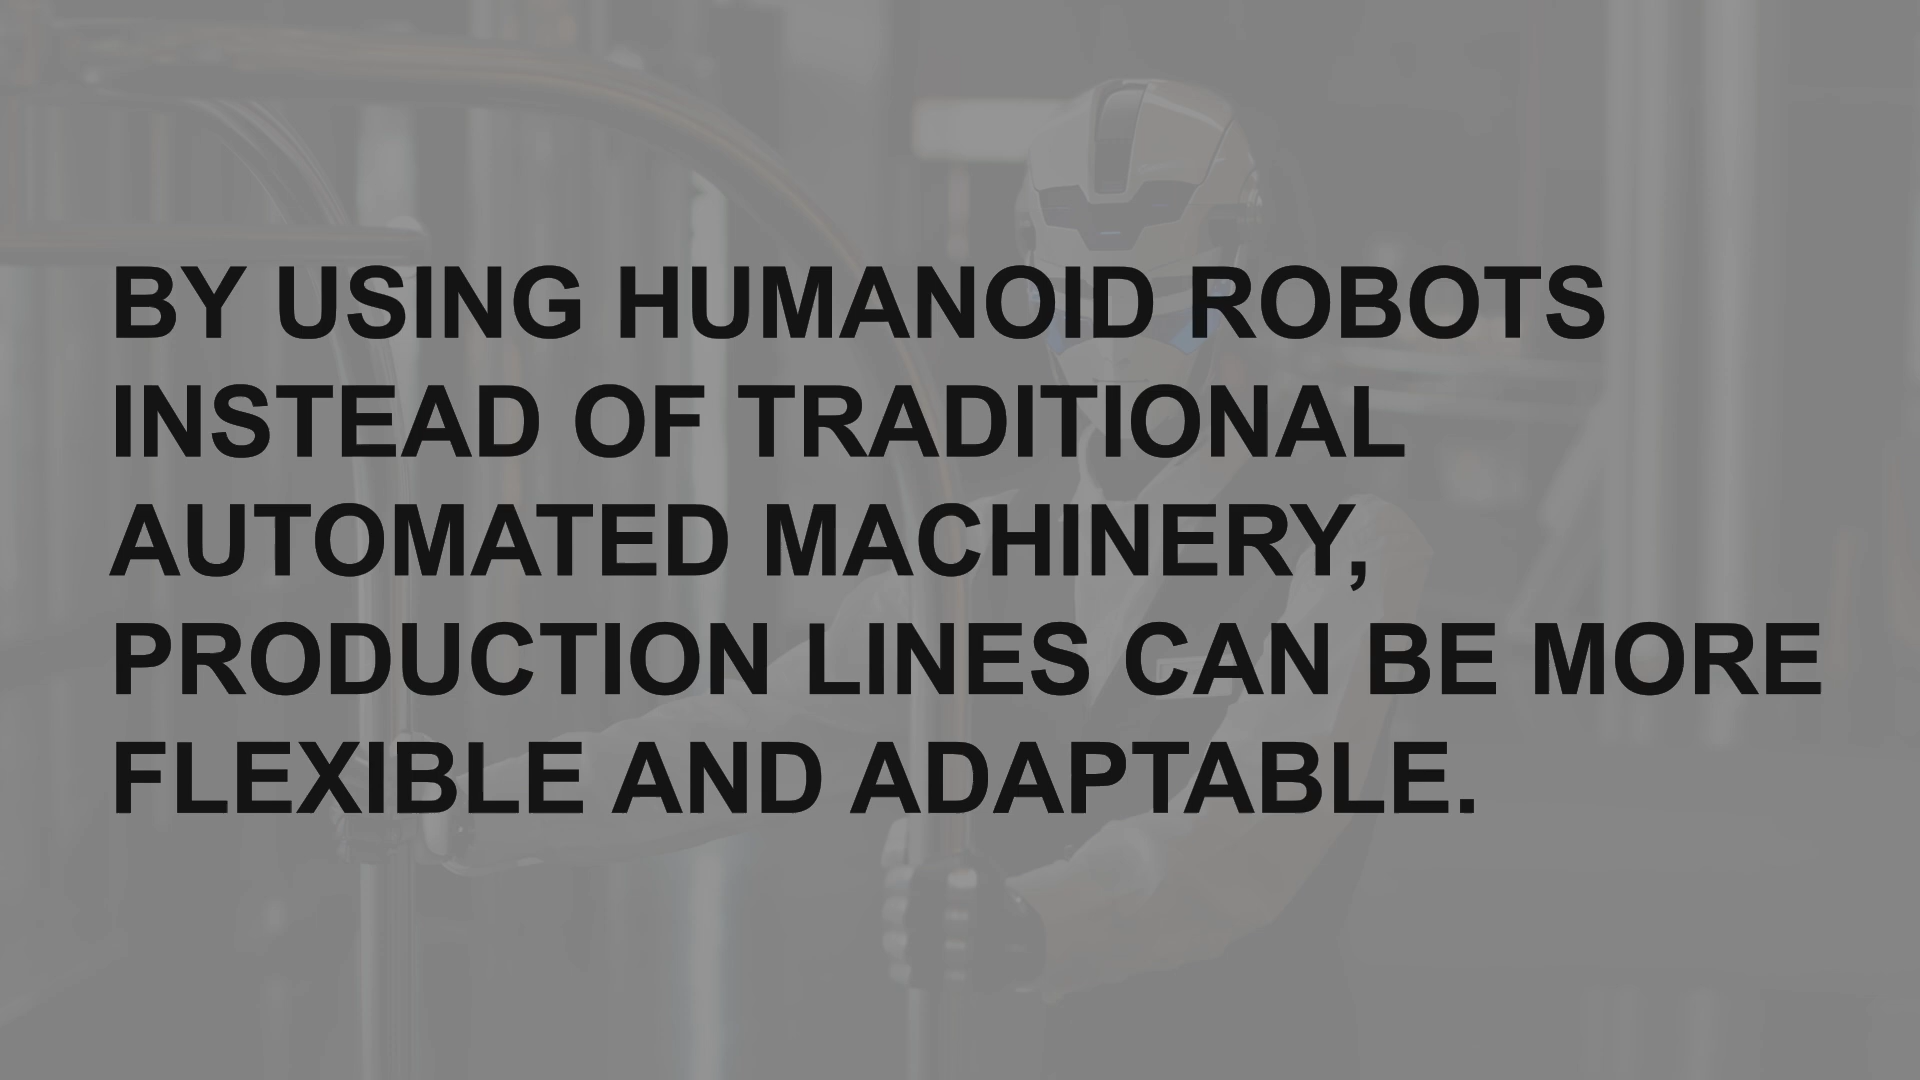 BY USING HUMANOID ROBOTS
INSTEAD OF TRADITIONAL
AUTOMATED MACHINERY,
PRODUCTION LINES CAN BE MORE
FLEXIBLE AND ADAPTABLE.